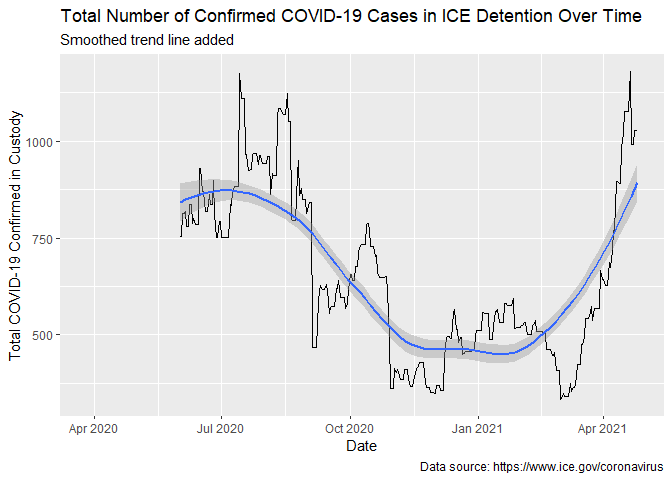 Total Number of Confirmed COVID-19 Cases in ICE Detention Over Time
Smoothed trend line added
Total COVID-19 Confirmed in Custody
1000
750
500
Apr 2020
Jul 2020
Oct 2020
Jan 2021
Apr 2021
Date
Data source: https://www.ice.gov/coronavirus